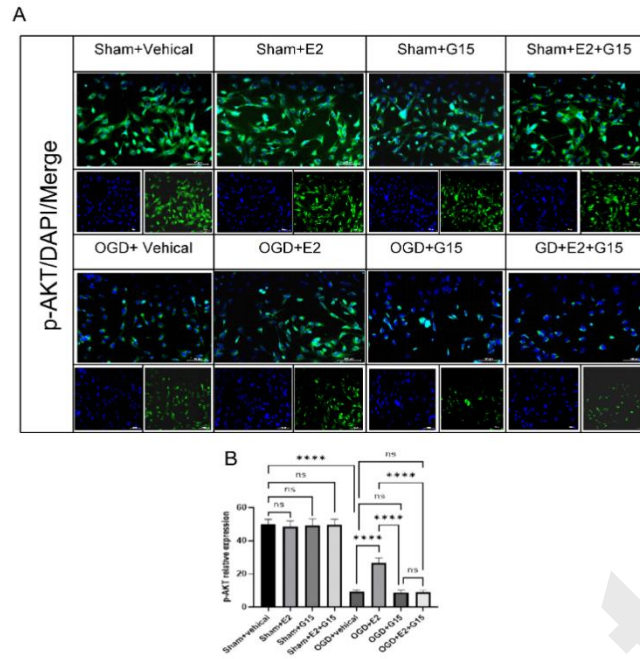 A
Sham+Vehical Sham+E2 Sham+G15 Sham+E2+G15
p-AKT/DAPI/Merge
OGD+ Vehical OGD+E2 OGD+G15 GD+E2+G15
B
ns
**** ****
ns
ns ****
ns **** ns
p-AKT relative expression
60
40
20
0
Sham+vehical
Sham+E2
Sham+G15
Sham+E2+G15
OGD+vehical
OGD+E2
OGD+G15
OGD+E2+G15